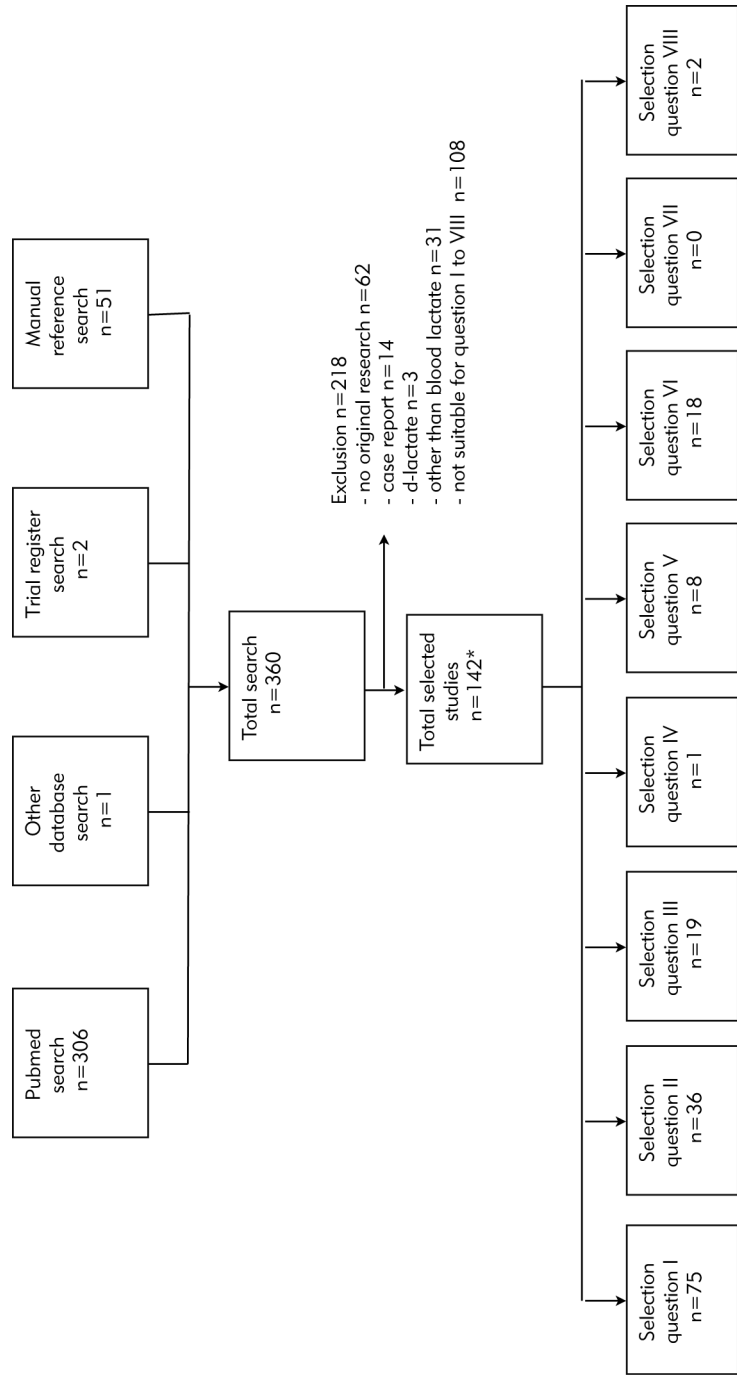 Pubmed
search
n=306
Other
database
search
n=1
Trial register
search
n=2
Manual
reference
search
n=51
Total search
n=360
Exclusion n=218
- no original research n=62
- case report n=14
- d-lactate n=3
- other than blood lactate n=31
- not suitable for question I to VIII n=108
Total selected
studies
n=142*
Selection
question I
n=75
Selection
question II
n=36
Selection
question III
n=19
Selection
question IV
n=1
Selection
question V
n=8
Selection
question VI
n=18
Selection
question VII
n=0
Selection
question VIII
n=2